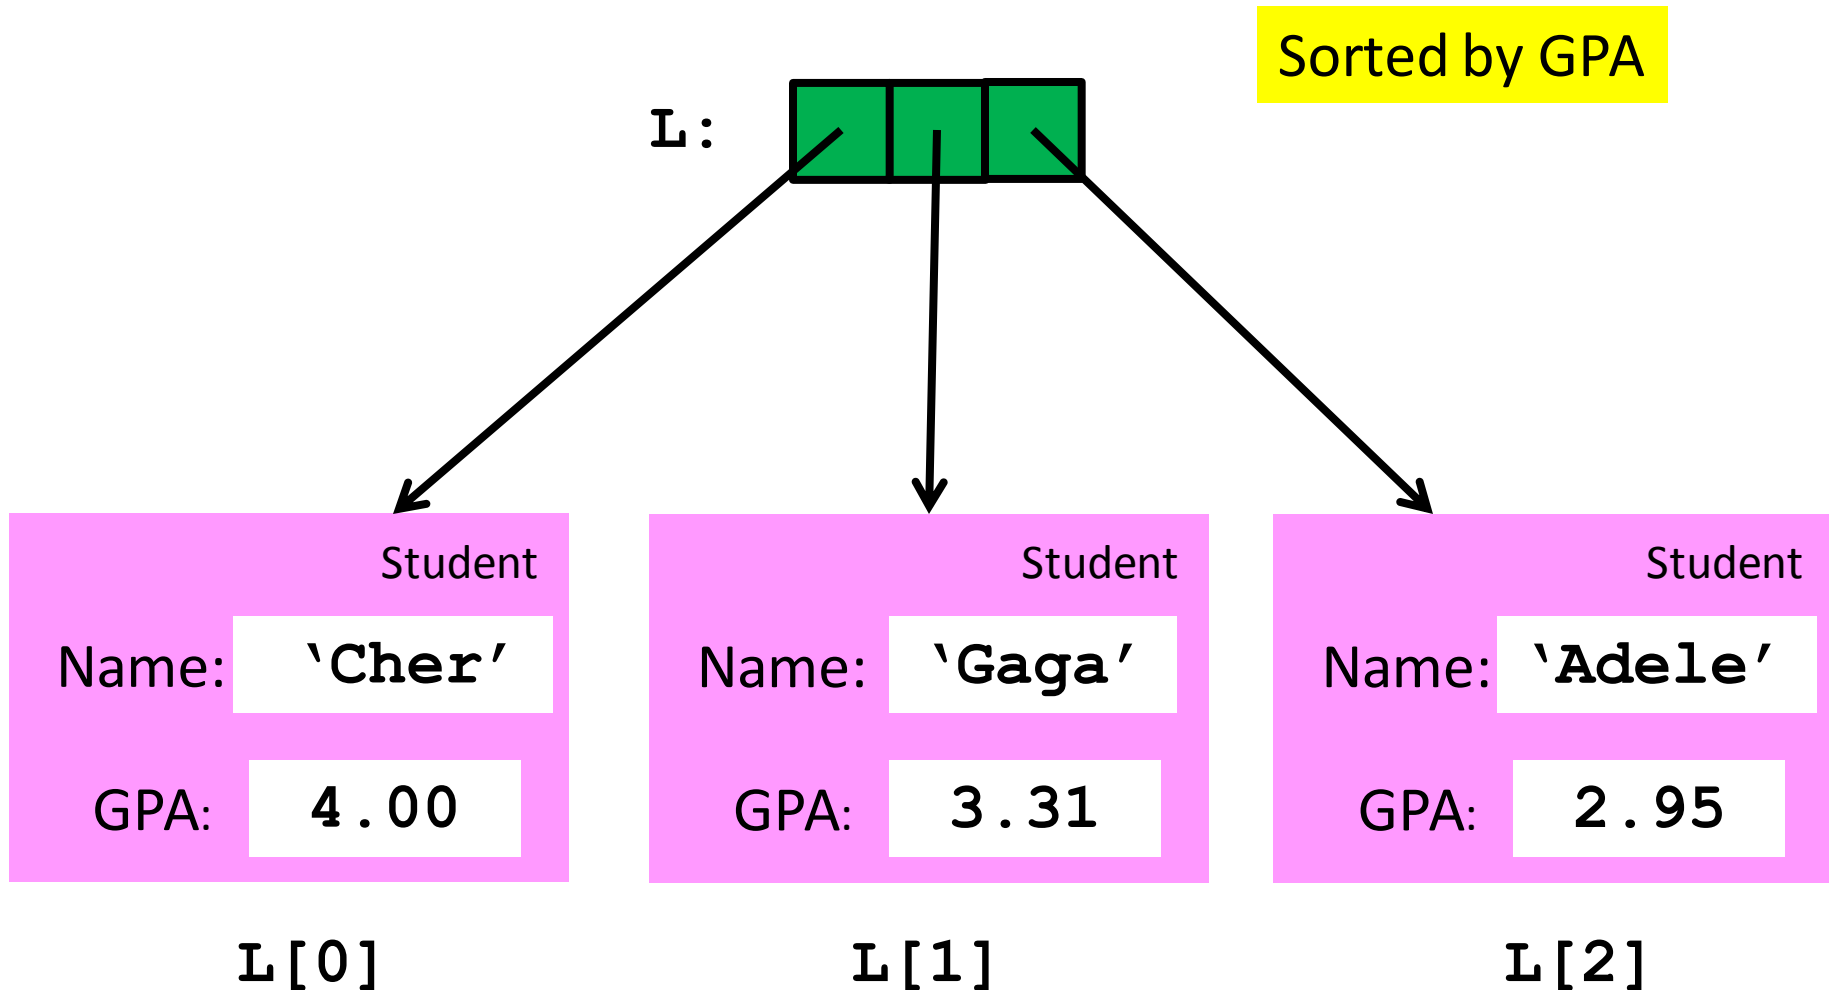 Sorted by GPA
L:
Student
Name: ‘Cher’
GPA: 4.00
L[0]
Student
Name: ‘Gaga’
GPA: 3.31
L[1]
Student
Name: ‘Adele’
GPA: 2.95
L[2]